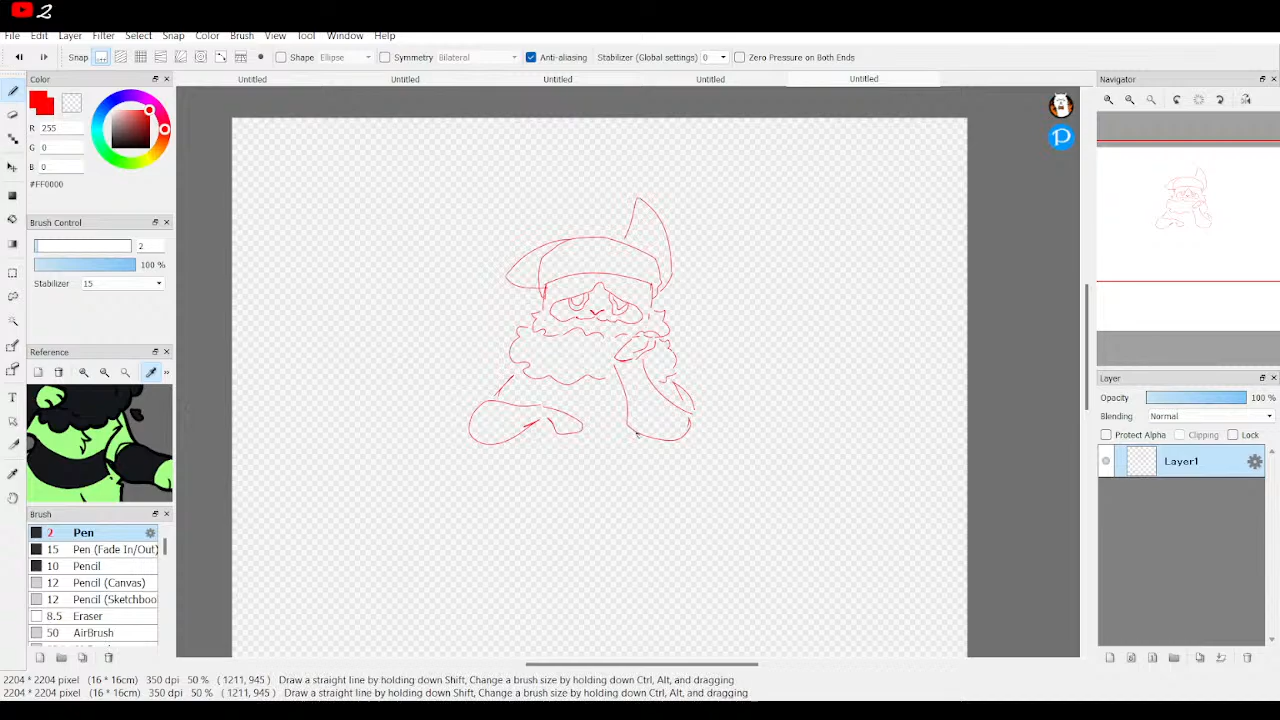 2
File Edit Layer Filter Select Snap Color Brush View Tool Window Help
Snap Shape Ellipse Symmetry Bilateral Anti-aliasing Stabilizer (Global settings) 0 Zero Pressure on Both Ends
Color
Untitled Untitled Untitled Untitled Untitled
Navigator
R 255
G 0
B 0
#FF0000
Brush Control
2
100 %
Stabilizer 15
Reference
Layer
Opacity 100 %
Blending Normal
Protect Alpha Clipping Lock
Layer1
Brush
2 Pen
15 Pen (Fade In/Out)
10 Pencil
12 Pencil (Canvas)
12 Pencil (Sketchboo
8.5 Eraser
50 AirBrush
2204 * 2204 pixel (16 * 16cm) 350 dpi 50 % ( 1211, 945 ) Draw a straight line by holding down Shift, Change a brush size by holding down Ctrl, Alt, and dragging
2204 * 2204 pixel (16 * 16cm) 350 dpi 50 % ( 1211, 945 ) Draw a straight line by holding down Shift, Change a brush size by holding down Ctrl, Alt, and dragging